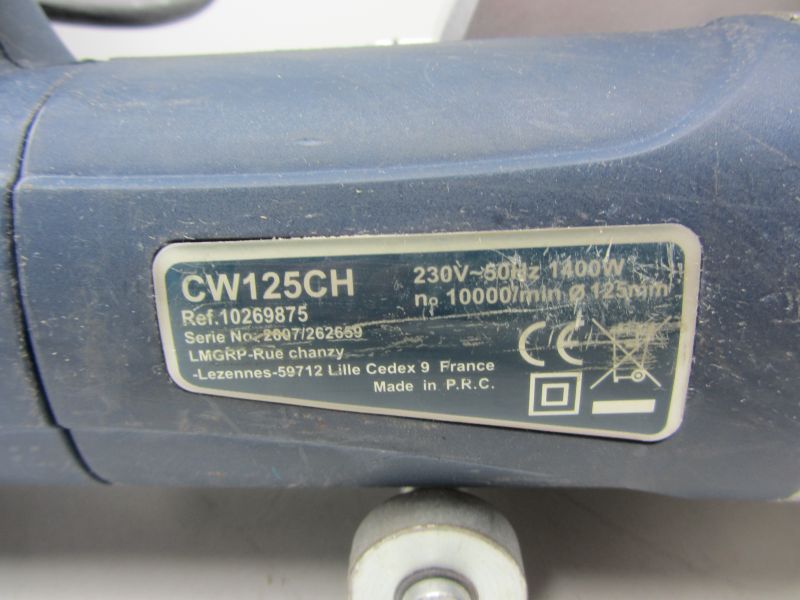 CW125CH
230V~50Hz 1400W
n₀ 10000/min ø 125mm
Ref.10269875
Serie No. 2607/262659
LMGRP-Rue chanzy
-Lezennes-59712 Lille Cedex 9 France
Made in P.R.C.
CE